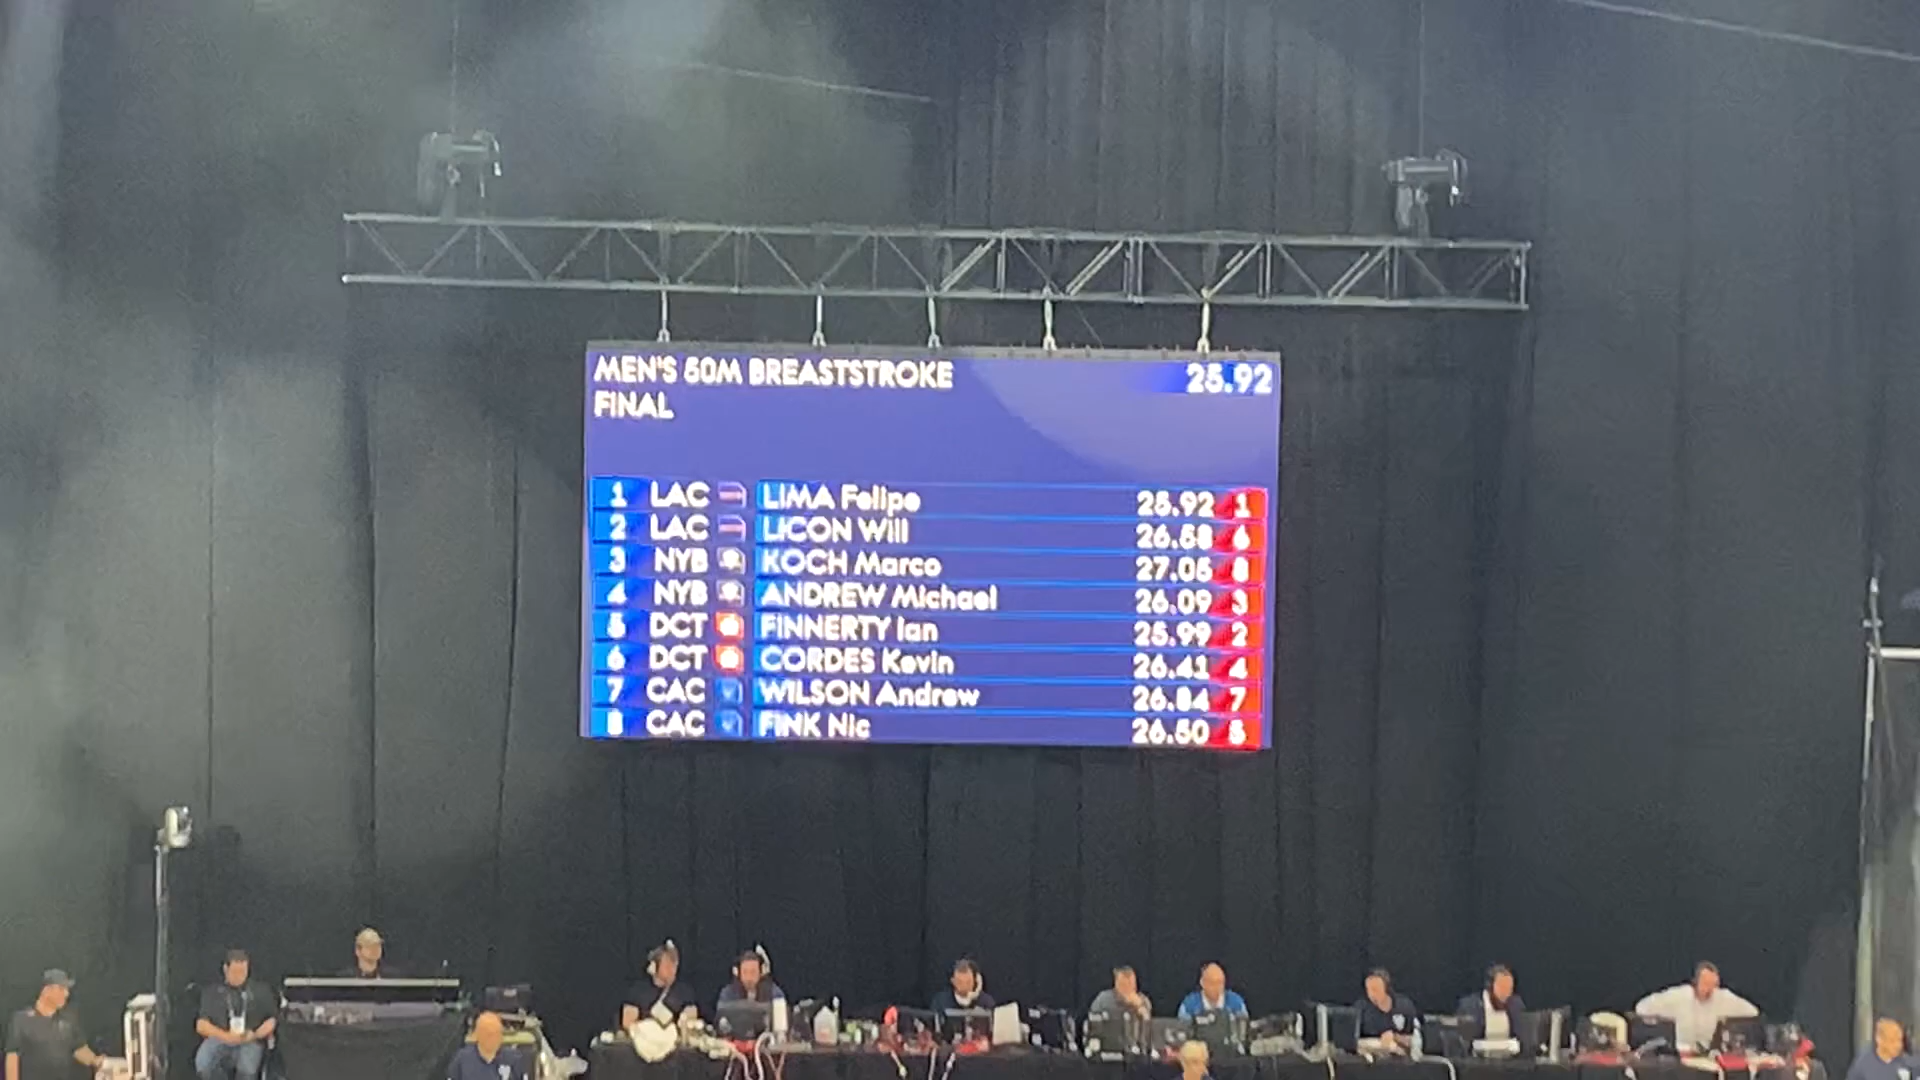 MEN'S 50M BREASTSTROKE 25.92
FINAL
1 LAC LIMA Felipe 25.92 1
2 LAC LICON Will 26.58 6
3 NYB KOCH Marco 27.05 8
4 NYB ANDREW Michael 26.09 3
5 DCT FINNERTY Ian 25.99 2
6 DCT CORDES Kevin 26.41 4
7 CAC WILSON Andrew 26.84 7
8 CAC FINK Nic 26.50 5